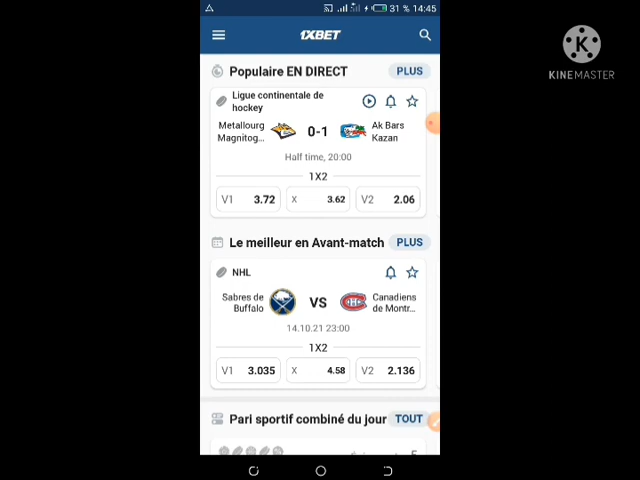 31 % 14:45
1XBET
K
KINEMASTER
Populaire EN DIRECT PLUS
Ligue continentale de
hockey
Metallourg
Magnitog...
0-1
Ak Bars
Kazan
Half time, 20:00
1X2
V1 3.72 X 3.62 V2 2.06
Le meilleur en Avant-match PLUS
NHL
Sabres de
Buffalo
VS
Canadiens
de Montr...
14.10.21 23:00
1X2
V1 3.035 X 4.58 V2 2.136
Pari sportif combiné du jour TOUT
5